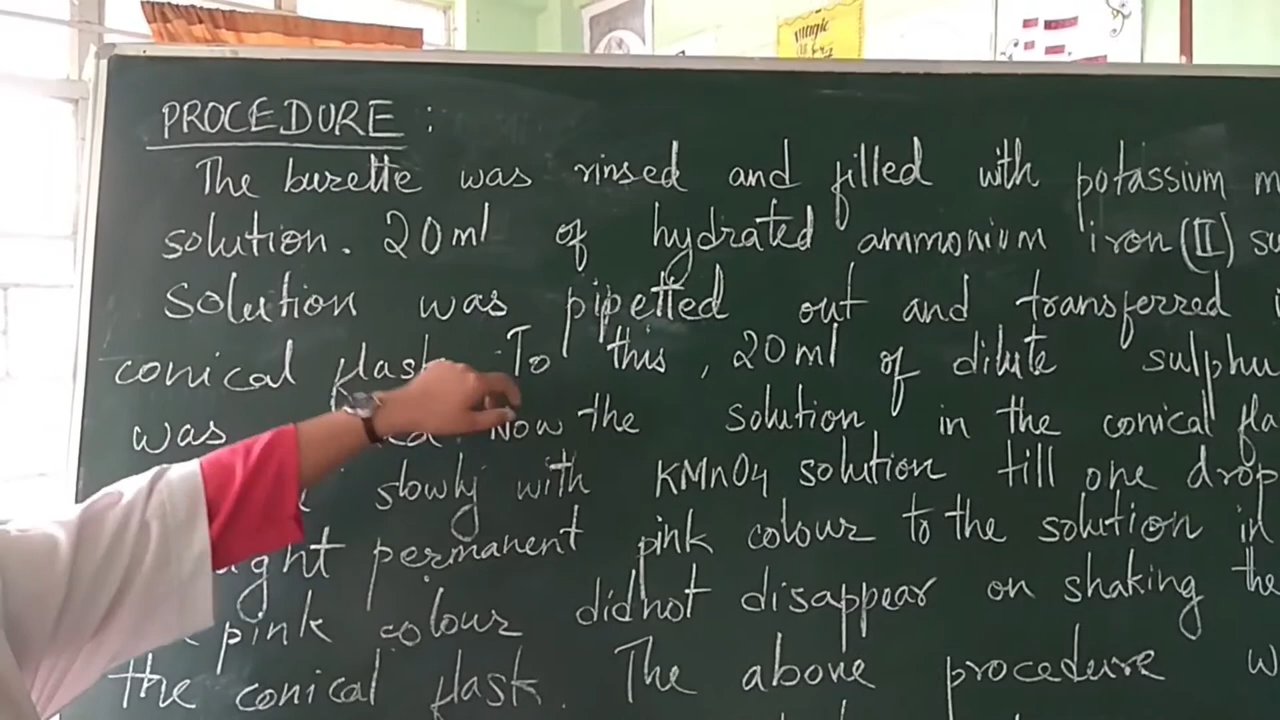 magic
PROCEDURE :
The burette was rinsed and filled with potassium m
solution. 20ml of hydrated ammonium iron (II) su
solution was pipetted out and transferred
conical flask. To this, 20ml of dilute sulphu
was Now the solution in the conical fla
slowly with KMnO4 solution till one drop
permanent pink colour to the solution in
pink colour didnot disappear on shaking the
the conical flask. The above procedure w